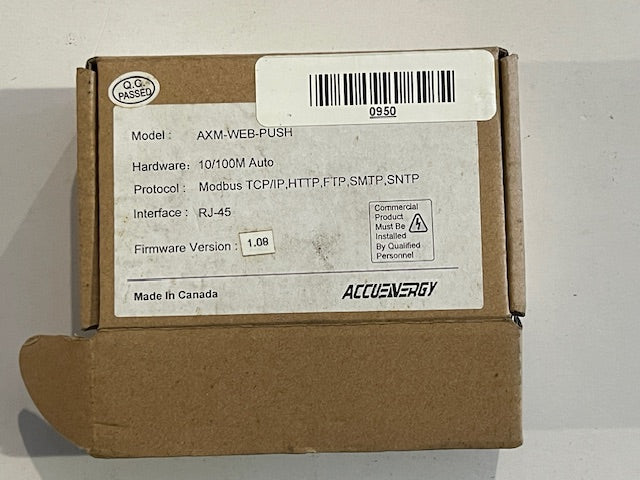 Q.C.
PASSED
0950
Model : AXM-WEB-PUSH
Hardware: 10/100M Auto
Protocol : Modbus TCP/IP,HTTP,FTP,SMTP,SNTP
Interface : RJ-45
Firmware Version : 1.08
Commercial
Product
Must Be
Installed
By Qualified
Personnel
Made In Canada
ACCUENERGY